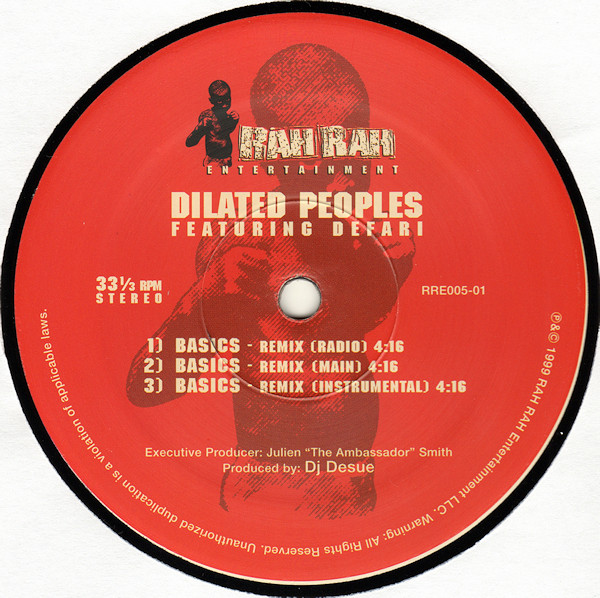 RAH RAH
ENTERTAINMENT
DILATED PEOPLES
FEATURING DEFARI
33⅓ RPM
STEREO
RRE005-01
1) BASICS - REMIX (RADIO) 4:16
2) BASICS - REMIX (MAIN) 4:16
3) BASICS - REMIX (INSTRUMENTAL) 4:16
Executive Producer: Julien "The Ambassador" Smith
Produced by: Dj Desue
℗&© 1999 RAH RAH Entertainment LLC. Warning: All Rights Reserved. Unauthorized duplication is a violation of applicable laws.